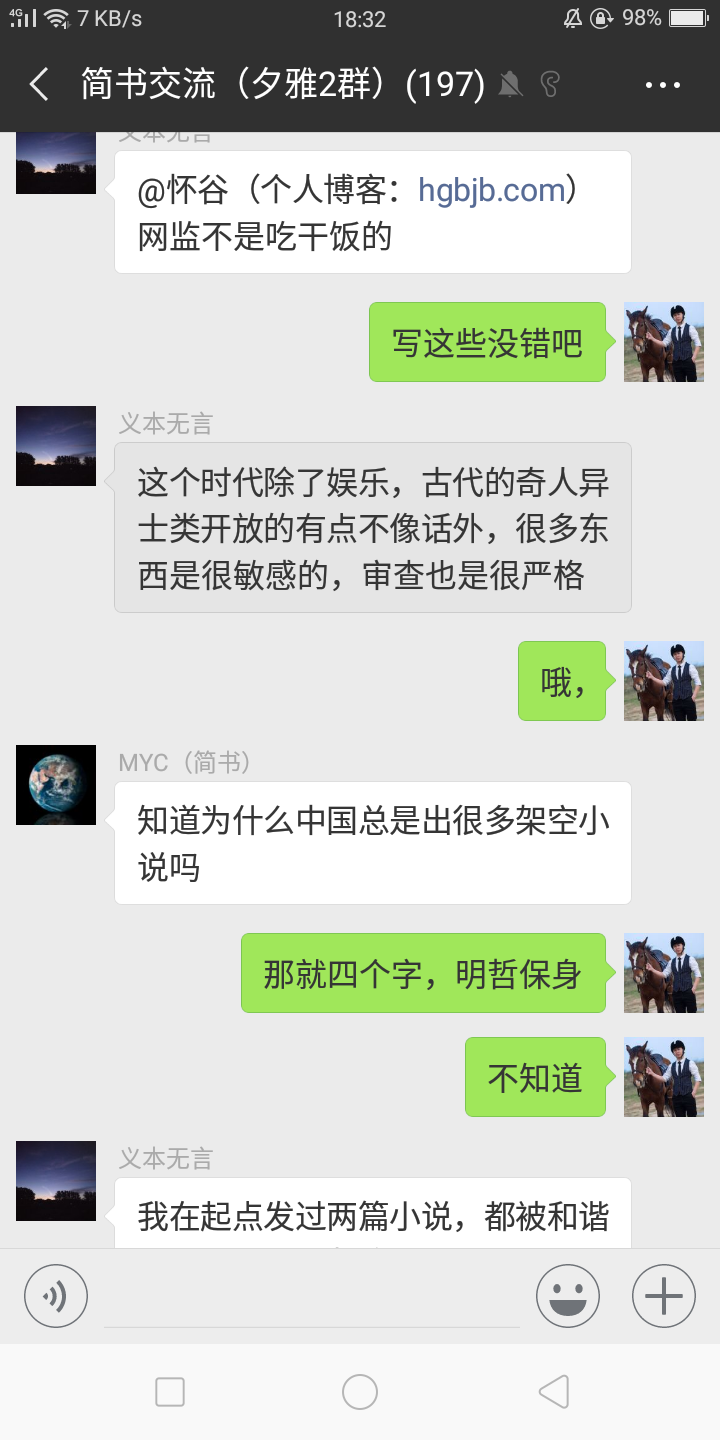 4G 7 KB/s 18:32 98%
简书交流（夕雅2群）(197)
义本无言
@怀谷（个人博客：hgbjb.com）
网监不是吃干饭的
写这些没错吧
义本无言
这个时代除了娱乐，古代的奇人异
士类开放的有点不像话外，很多东
西是很敏感的，审查也是很严格
哦，
MYC（简书）
知道为什么中国总是出很多架空小
说吗
那就四个字，明哲保身
不知道
义本无言
我在起点发过两篇小说，都被和谐